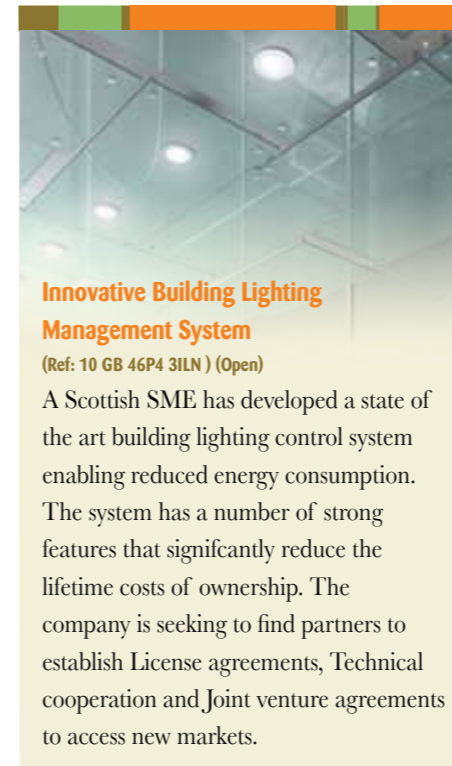 Innovative Building Lighting
Management System
(Ref: 10 GB 46P4 3ILN ) (Open)
A Scottish SME has developed a state of
the art building lighting control system
enabling reduced energy consumption.
The system has a number of strong
features that signifcantly reduce the
lifetime costs of ownership. The
company is seeking to find partners to
establish License agreements, Technical
cooperation and Joint venture agreements
to access new markets.